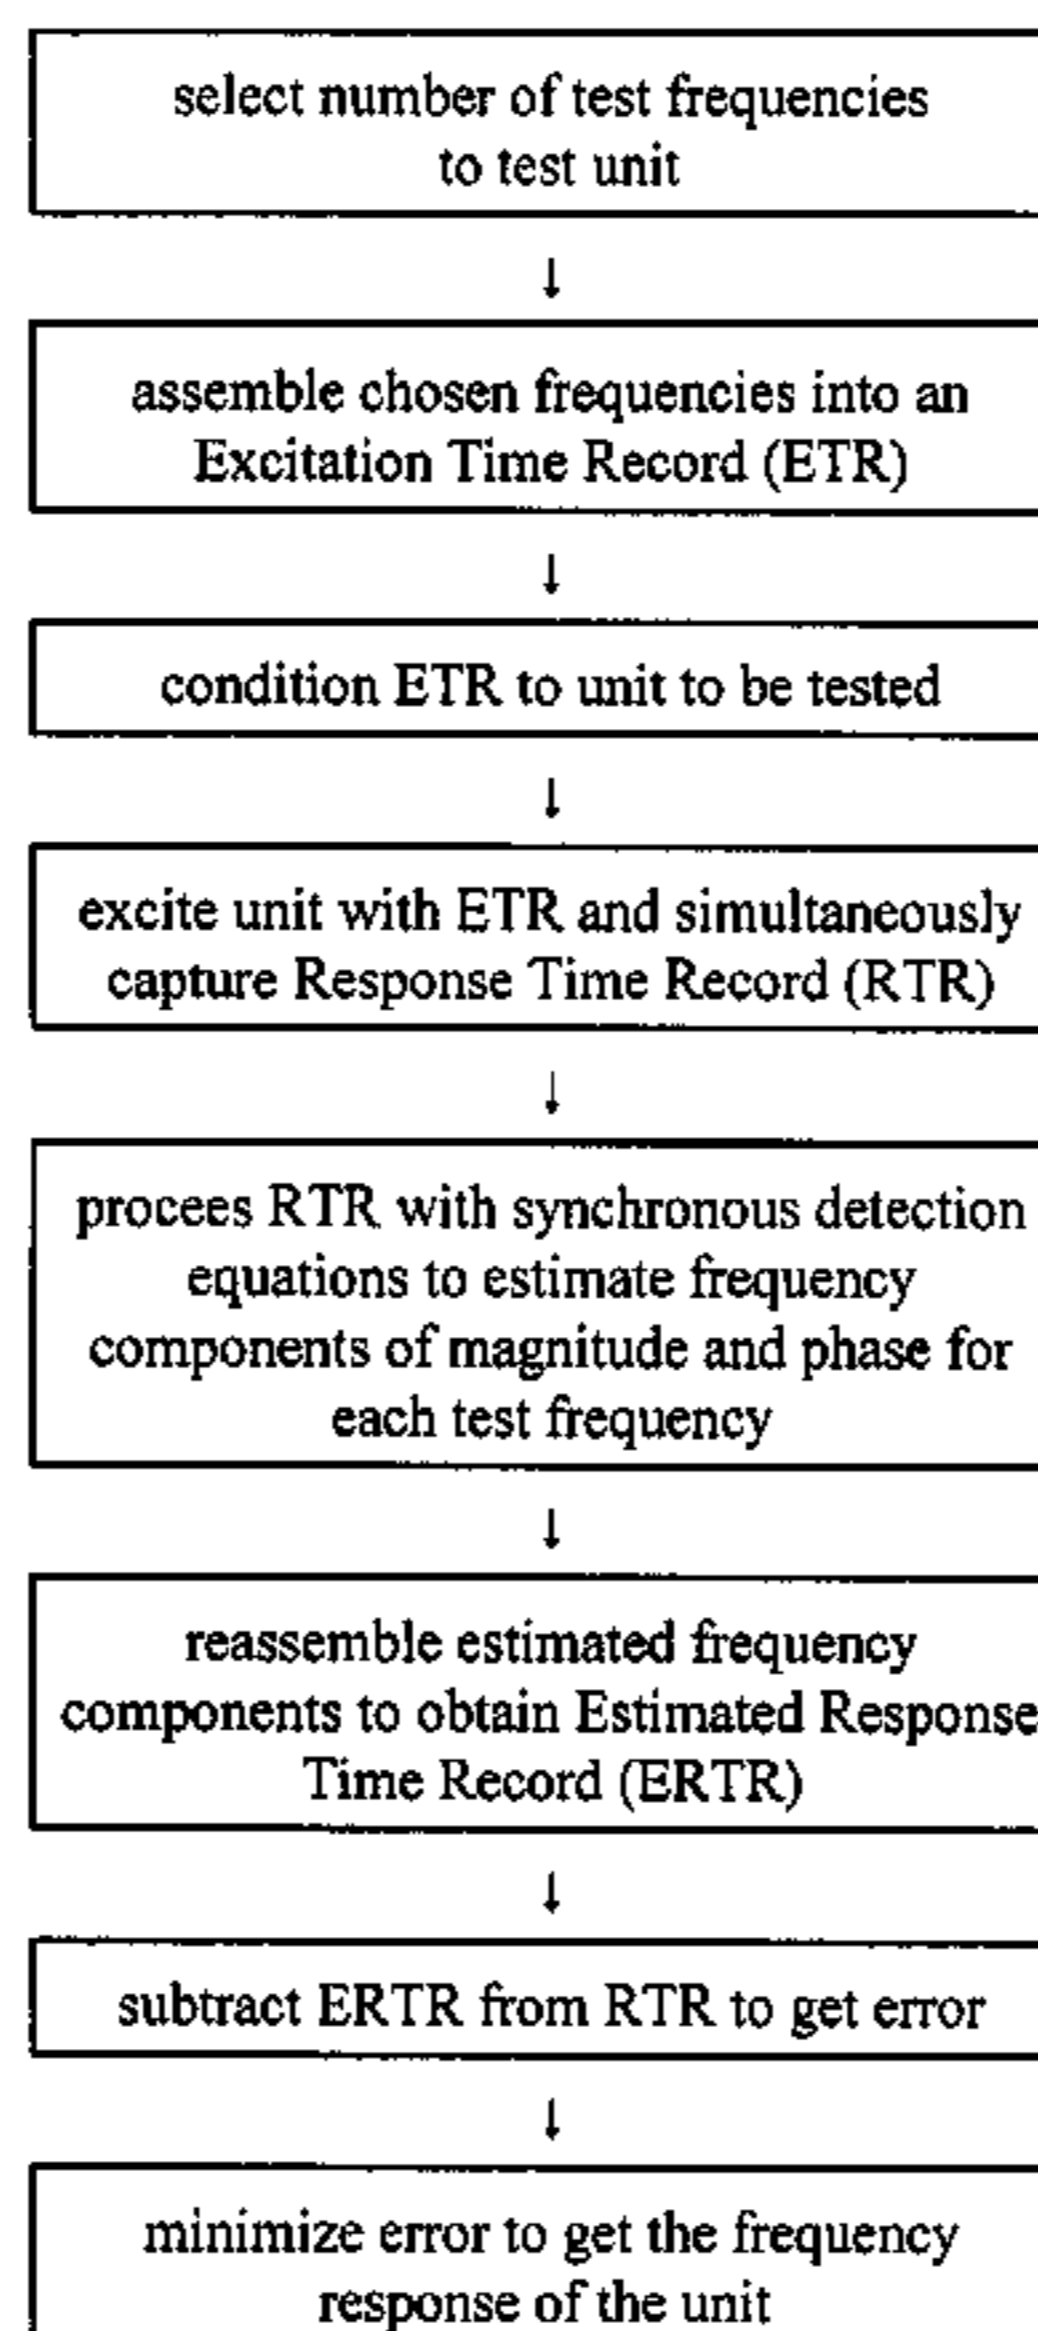 select number of test frequencies
to test unit
↓
assemble chosen frequencies into an
Excitation Time Record (ETR)
↓
condition ETR to unit to be tested
↓
excite unit with ETR and simultaneously
capture Response Time Record (RTR)
↓
procees RTR with synchronous detection
equations to estimate frequency
components of magnitude and phase for
each test frequency
↓
reassemble estimated frequency
components to obtain Estimated Response
Time Record (ERTR)
↓
subtract ERTR from RTR to get error
↓
minimize error to get the frequency
response of the unit